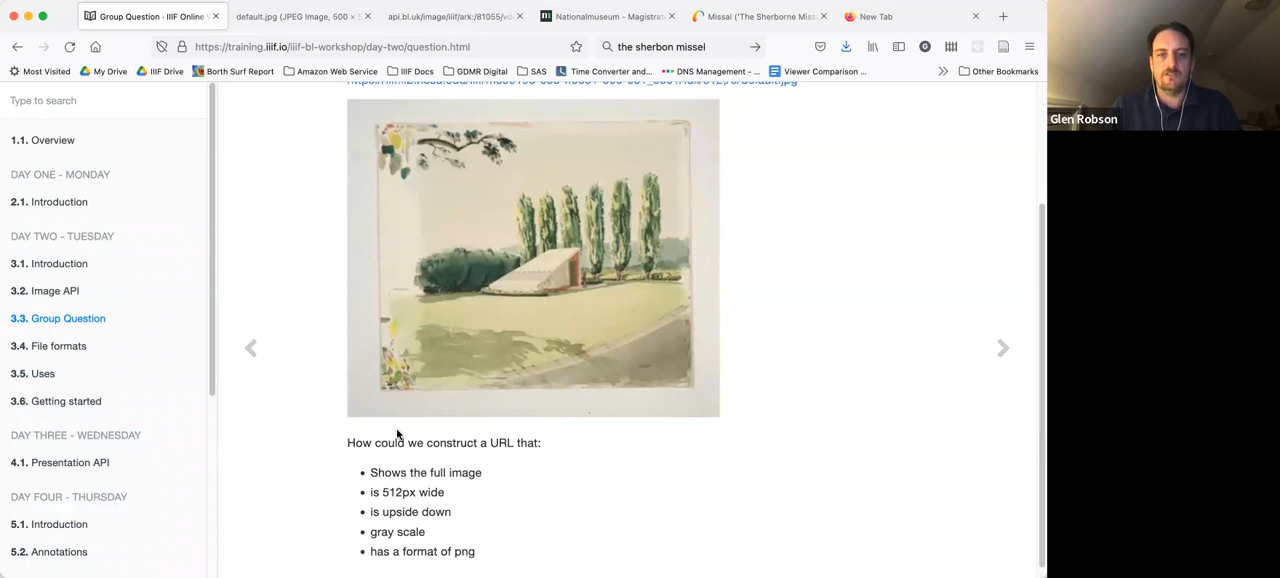 Group Question · IIIF Online W
default.jpg (JPEG Image, 500 × 5
api.bl.uk/image/iiif/ark:/81055/vdc
Nationalmuseum - Magistrat
Missal ('The Sherborne Miss
New Tab
https://training.iiif.io/iiif-bl-workshop/day-two/question.html
the sherbon missel
Most Visited
My Drive
IIIF Drive
Borth Surf Report
Amazon Web Service
IIIF Docs
GDMR Digital
SAS
Time Converter and...
DNS Management - ...
Viewer Comparison ...
Other Bookmarks
Type to search
1.1. Overview
DAY ONE - MONDAY
2.1. Introduction
DAY TWO - TUESDAY
3.1. Introduction
3.2. Image API
3.3. Group Question
3.4. File formats
3.5. Uses
3.6. Getting started
DAY THREE - WEDNESDAY
4.1. Presentation API
DAY FOUR - THURSDAY
5.1. Introduction
5.2. Annotations
How could we construct a URL that:
• Shows the full image
• is 512px wide
• is upside down
• gray scale
• has a format of png
Glen Robson